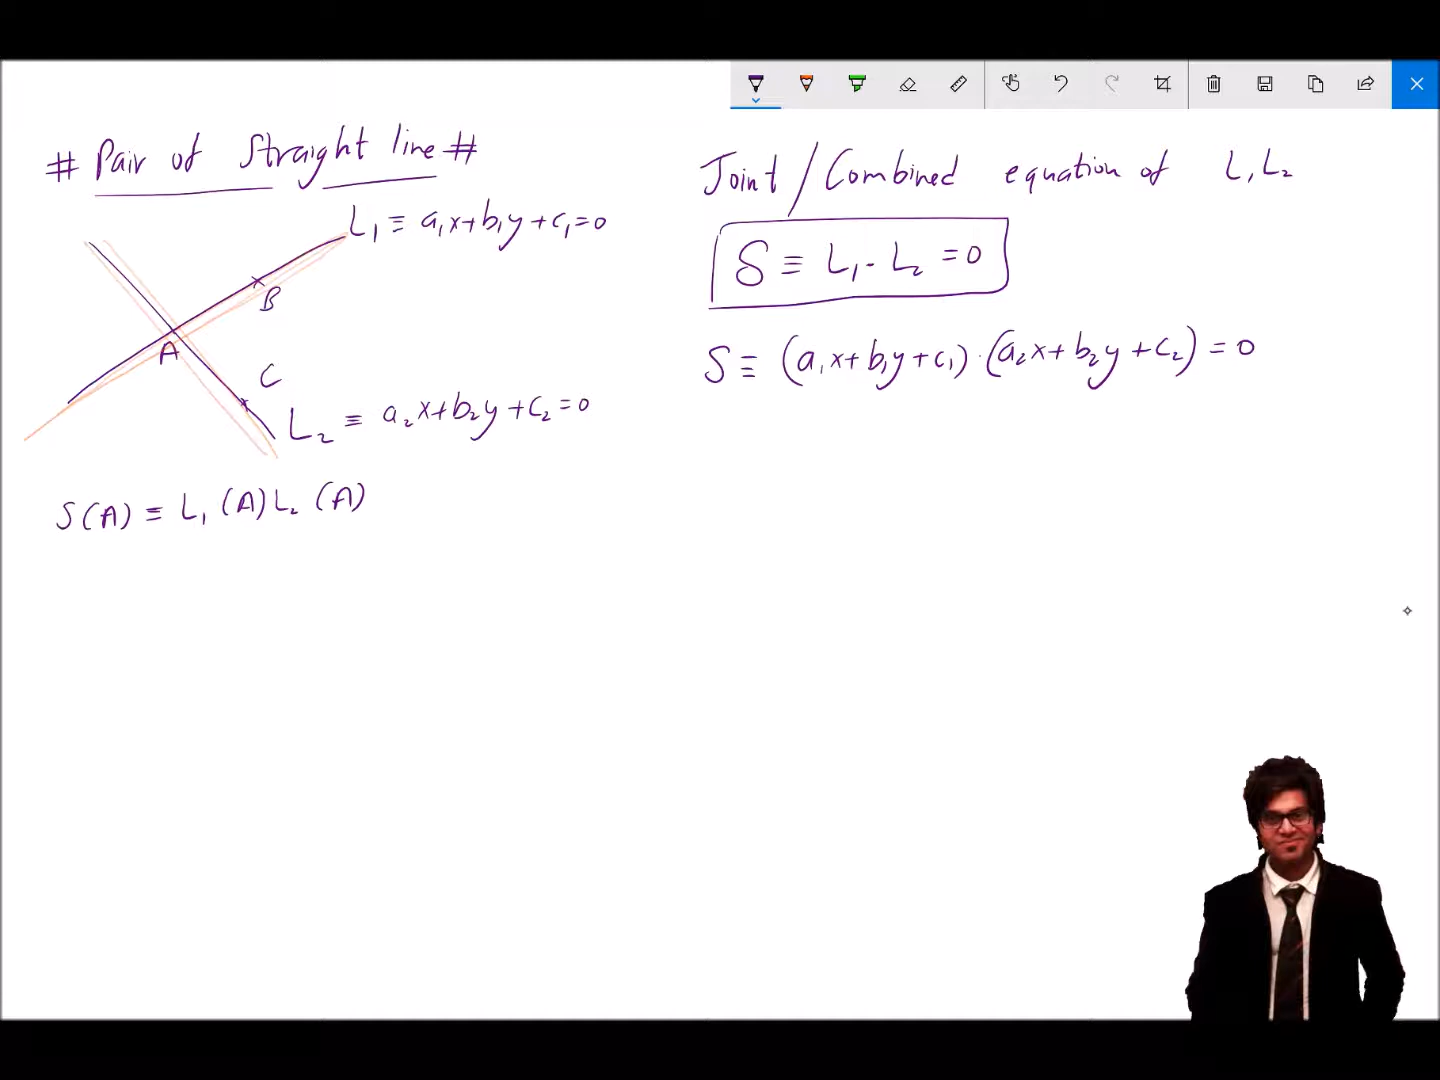 # Pair of Straight line #
L₁ ≡ a₁x+b₁y+c₁=0
B
A
C
L₂ ≡ a₂x+b₂y+c₂=0
S(A) ≡ L₁ (A) L₂ (A)
Joint / Combined equation of L₁L₂
S ≡ L₁ . L₂ = 0
S ≡ (a₁x+b₁y+c₁) . (a₂x+b₂y+c₂) = 0